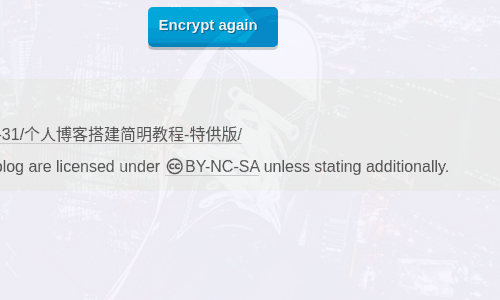 Encrypt again
-31/个人博客搭建简明教程-特供版/
blog are licensed under BY-NC-SA unless stating additionally.